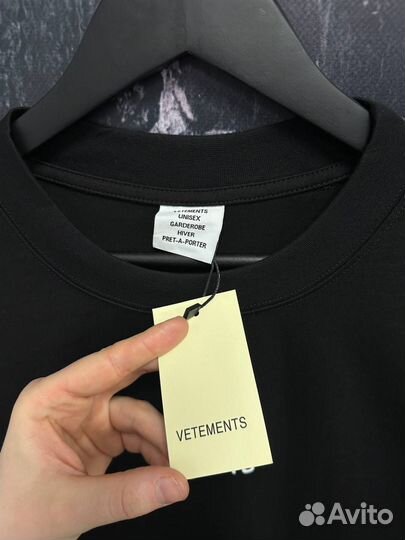 VETEMENTS
UNISEX
GARDEROBE
HIVER
PRET-A-PORTER
VETEMENTS
Avito